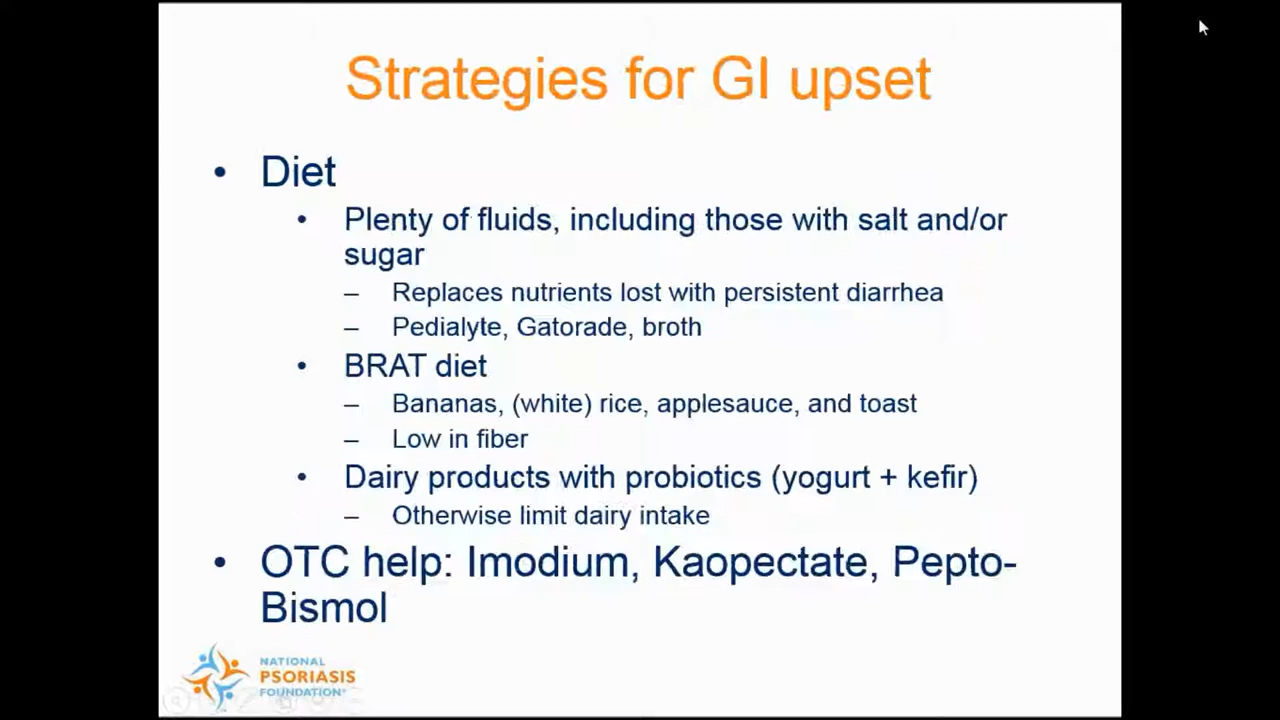 Strategies for GI upset
• Diet
• Plenty of fluids, including those with salt and/or
sugar
– Replaces nutrients lost with persistent diarrhea
– Pedialyte, Gatorade, broth
• BRAT diet
– Bananas, (white) rice, applesauce, and toast
– Low in fiber
• Dairy products with probiotics (yogurt + kefir)
– Otherwise limit dairy intake
• OTC help: Imodium, Kaopectate, Pepto-
Bismol
NATIONAL
PSORIASIS
FOUNDATION®